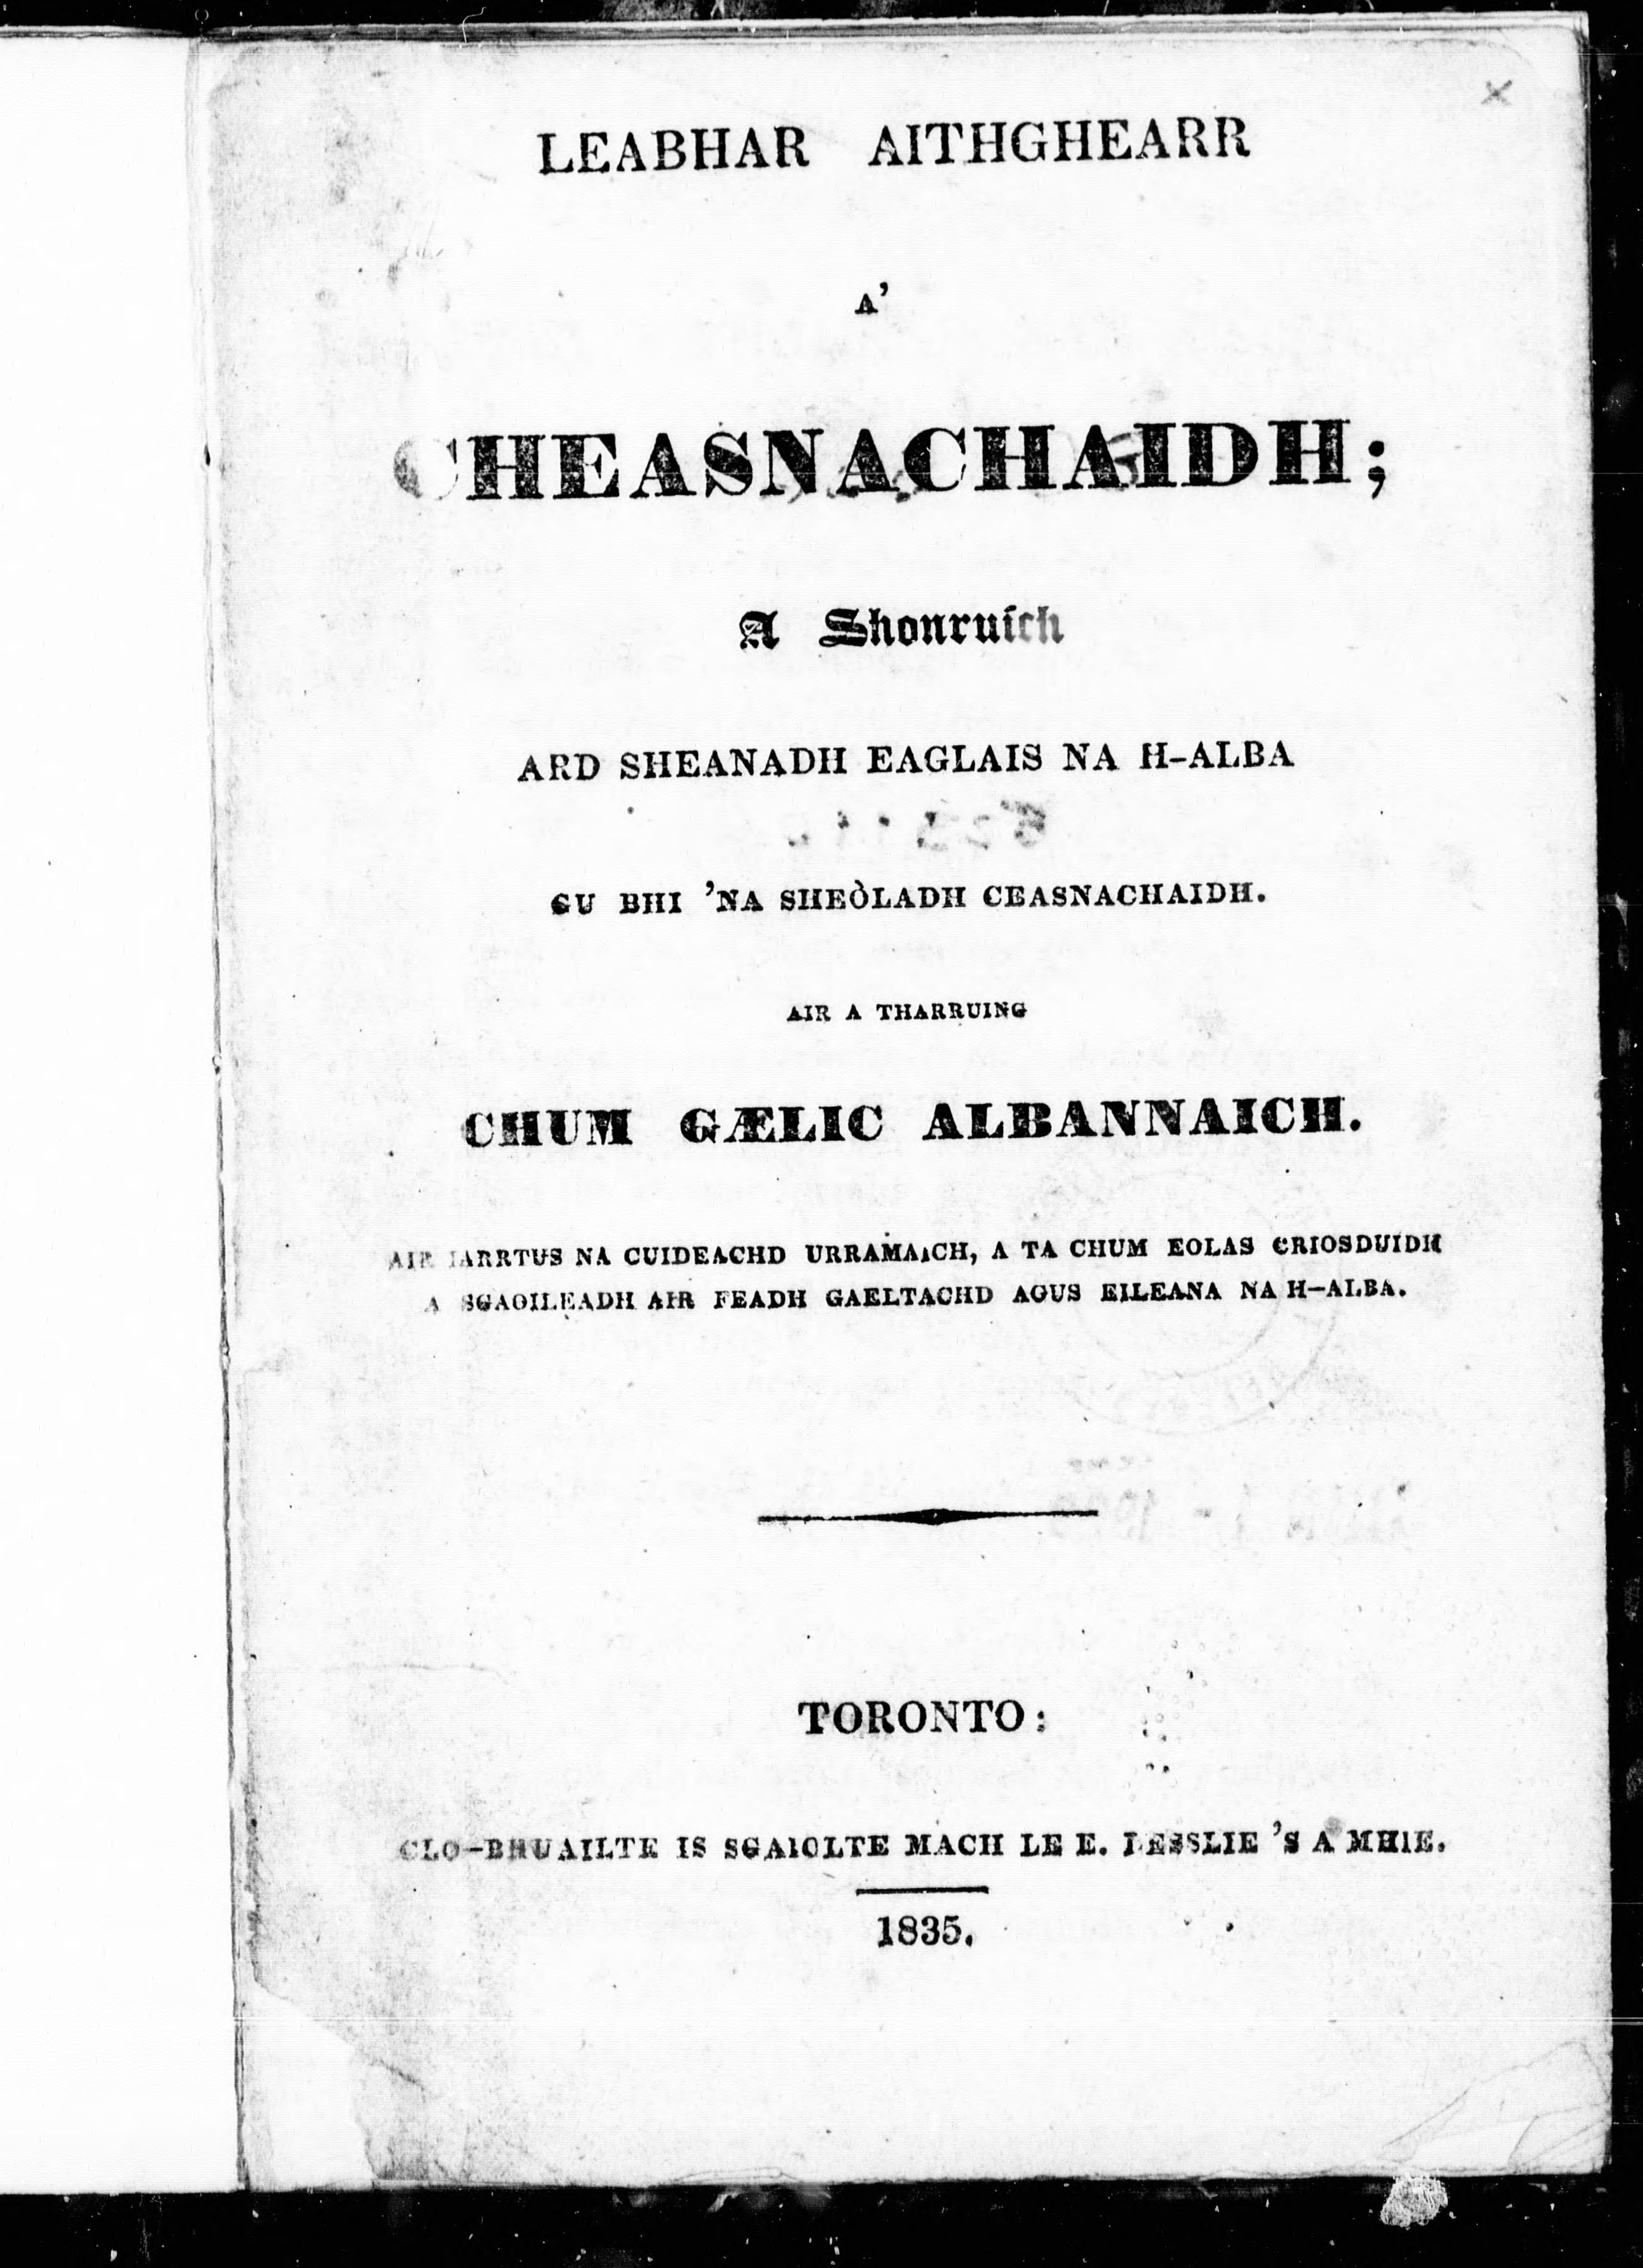 LEABHAR AITHGHEARR
A'
CHEASNACHAIDH;
A Shonruich
ARD SHEANADH EAGLAIS NA H-ALBA
GU BHI 'NA SHEÒLADH CEASNACHAIDH.
AIR A THARRUING
CHUM GÆLIC ALBANNAICH.
AIR IARRTUS NA CUIDEACHD URRAMAICH, A TA CHUM EOLAS CRIOSDUIDH
A SGAOILEADH AIR FEADH GAELTACHD AGUS EILEANA NA H-ALBA.
TORONTO:
CLO-BHUAILTE IS SGAIOLTE MACH LE E. LESSLIE 'S A MHIE.
1835.